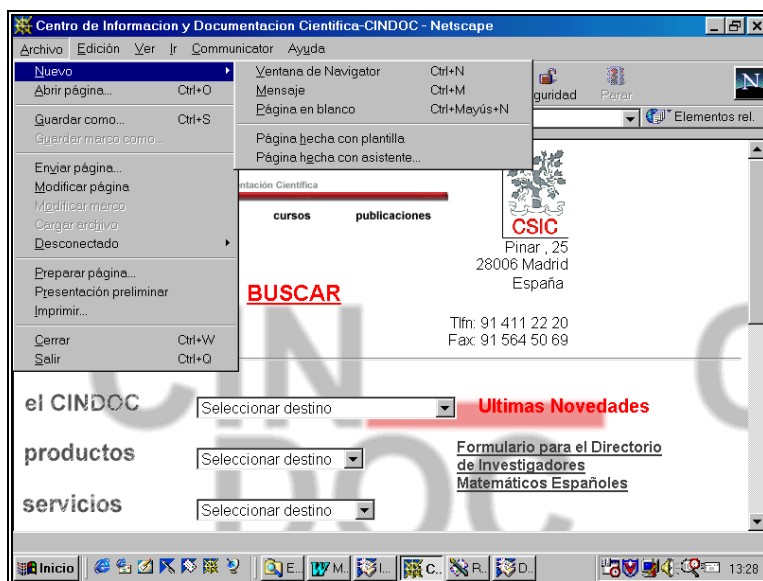 Centro de Informacion y Documentacion Científica-CINDOC - Netscape
Archivo Edición Ver Ir Communicator Ayuda
Nuevo
Abrir página... Ctrl+O
Guardar como... Ctrl+S
Guardar marco como...
Enviar página...
Modificar página
Modificar marco
Cargar archivo
Desconectado
Preparar página...
Presentación preliminar
Imprimir...
Cerrar Ctrl+W
Salir Ctrl+Q
Ventana de Navigator Ctrl+N
Mensaje Ctrl+M
Página en blanco Ctrl+Mayús+N
Página hecha con plantilla
Página hecha con asistente...
guridad Parar N
Elementos rel.
entación Científica
cursos publicaciones
CSIC
Pinar , 25
28006 Madrid
España
BUSCAR
Tlfn: 91 411 22 20
Fax: 91 564 50 69
CIN
DOC
el CINDOC Seleccionar destino Ultimas Novedades
productos Seleccionar destino
Formulario para el Directorio
de Investigadores
Matemáticos Españoles
servicios Seleccionar destino
Inicio E... M... I... C... R... D... 13:28